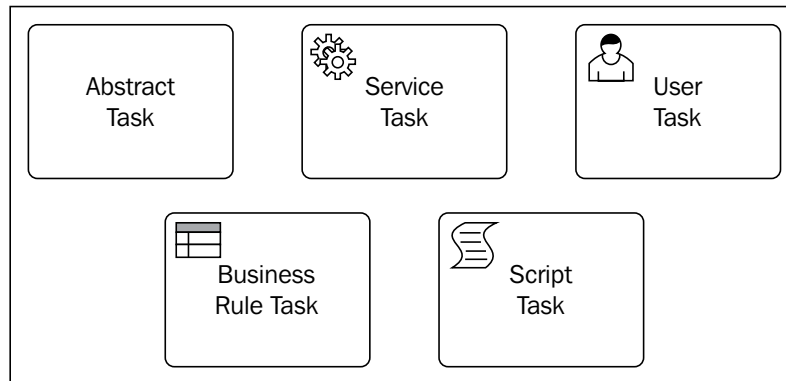 Abstract
Task
Service
Task
User
Task
Business
Rule Task
Script
Task